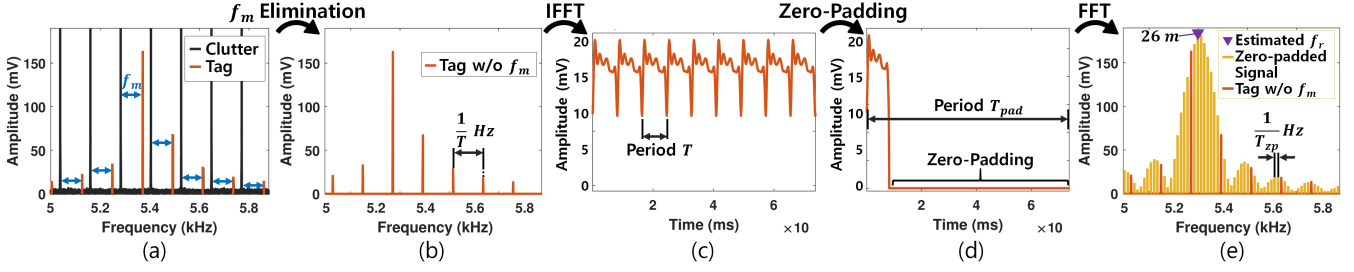 f_m Elimination
IFFT
Zero-Padding
FFT
Amplitude (mV)
150
100
50
0
5
5.2
5.4
5.6
5.8
Frequency (kHz)
Clutter
Tag
f_m
(a)
Amplitude (mV)
150
100
50
0
5
5.2
5.4
5.6
5.8
Frequency (kHz)
Tag w/o f_m
1/T Hz
(b)
Amplitude (mV)
20
15
10
5
0
2
4
6
Time (ms)
×10
Period T
(c)
Amplitude (mV)
20
15
10
5
0
2
4
6
Time (ms)
×10
Period T_pad
Zero-Padding
(d)
Amplitude (mV)
150
100
50
0
5
5.2
5.4
5.6
5.8
Frequency (kHz)
26 m
Estimated f_r
Zero-padded
Signal
Tag w/o f_m
1/T_zp Hz
(e)